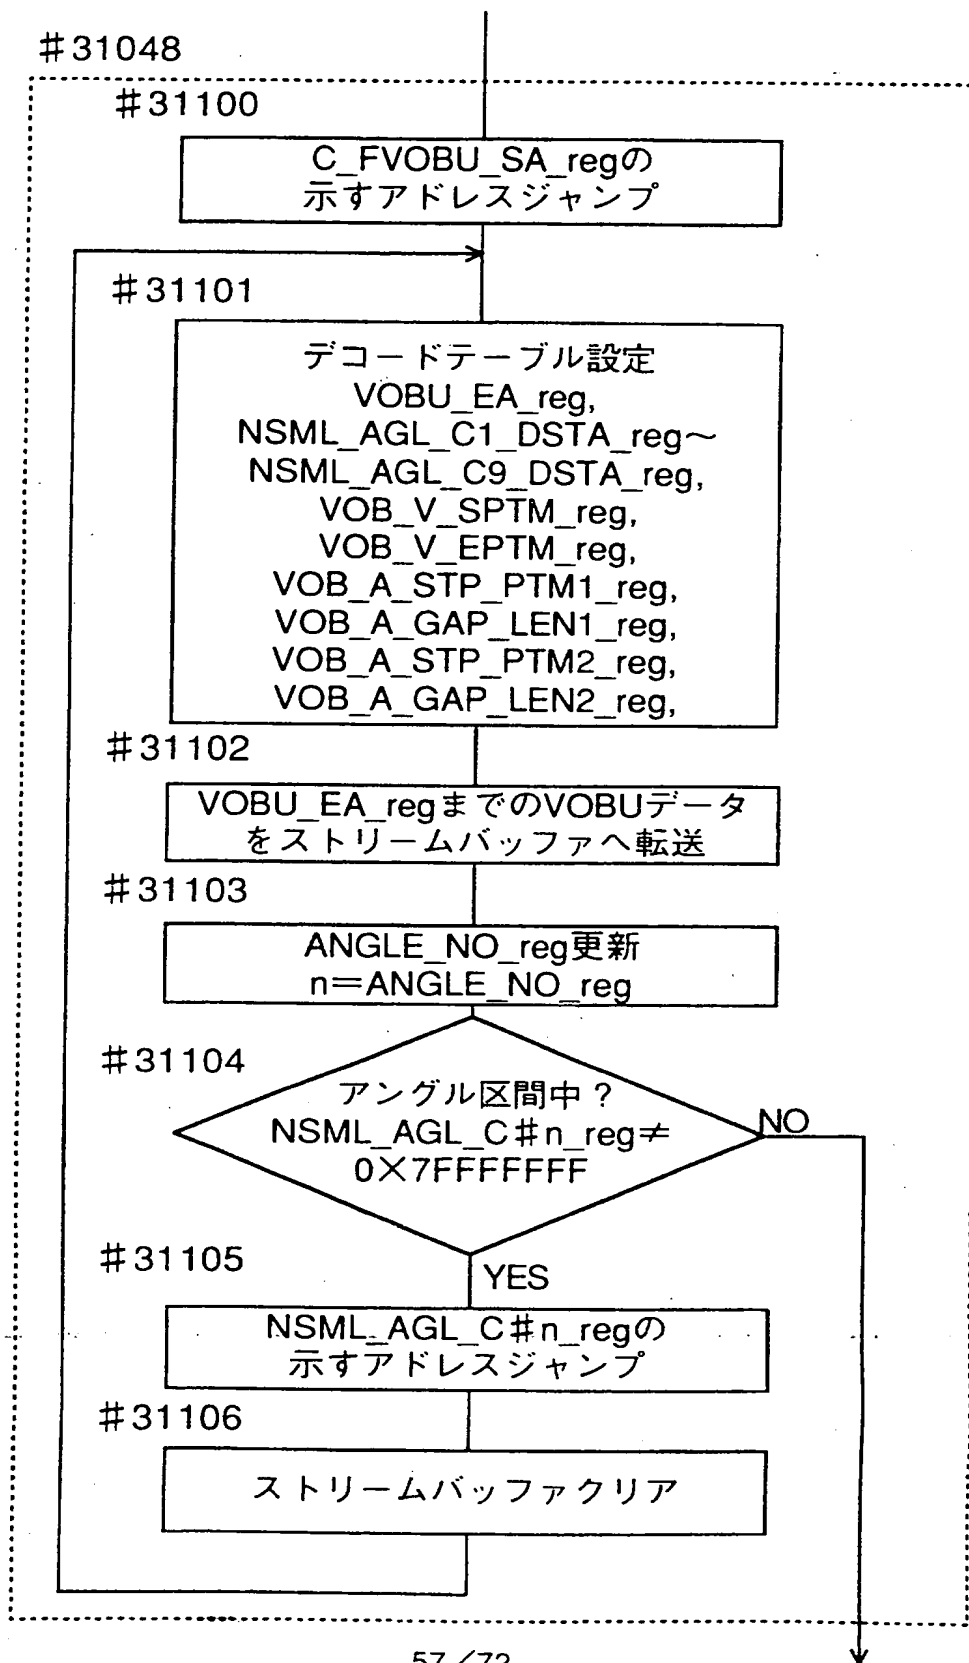 #31048
#31100
C_FVOBU_SA_regの
示すアドレスジャンプ
#31101
デコードテーブル設定
VOBU_EA_reg,
NSML_AGL_C1_DSTA_reg~
NSML_AGL_C9_DSTA_reg,
VOB_V_SPTM_reg,
VOB_V_EPTM_reg,
VOB_A_STP_PTM1_reg,
VOB_A_GAP_LEN1_reg,
VOB_A_STP_PTM2_reg,
VOB_A_GAP_LEN2_reg,
#31102
VOBU_EA_regまでのVOBUデータ
をストリームバッファへ転送
#31103
ANGLE_NO_reg更新
n=ANGLE_NO_reg
#31104
アングル区間中?
NSML_AGL_C#n_reg≠
0×7FFFFFFF
NO
YES
#31105
NSML_AGL_C#n_regの
示すアドレスジャンプ
#31106
ストリームバッファクリア
57/72